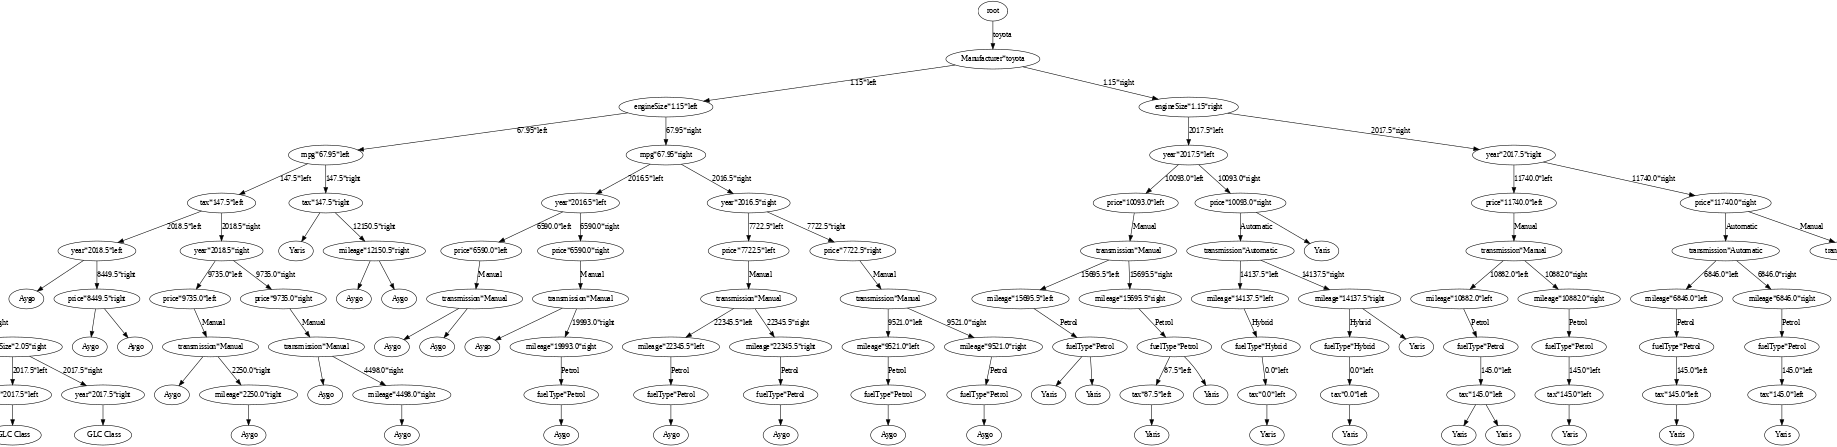 root
toyota
Manufacturer*toyota
1.15*left 1.15*right
engineSize*1.15*left engineSize*1.15*right
67.95*left 67.95*right 2017.5*left 2017.5*right
mpg*67.95*left mpg*67.95*right year*2017.5*left year*2017.5*right
147.5*left 147.5*right 2016.5*left 2016.5*right 10093.0*left 10093.0*right 11740.0*left 11740.0*right
tax*147.5*left tax*147.5*right year*2016.5*left year*2016.5*right price*10093.0*left price*10093.0*right price*11740.0*left price*11740.0*right
2018.5*left 2018.5*right 12150.5*right 6590.0*left 6590.0*right 7722.5*left 7722.5*right Manual Automatic Manual Automatic Manual
year*2018.5*left year*2018.5*right Yaris mileage*12150.5*right price*6590.0*left price*6590.0*right price*7722.5*left price*7722.5*right transmission*Manual transmission*Automatic Yaris transmission*Manual transmission*Automatic tran
8449.5*right 9735.0*left 9735.0*right Manual Manual Manual Manual 15695.5*left 15695.5*right 14137.5*left 14137.5*right 10882.0*left 10882.0*right 6846.0*left 6846.0*right
Aygo price*8449.5*right price*9735.0*left price*9735.0*right Aygo Aygo transmission*Manual transmission*Manual transmission*Manual transmission*Manual mileage*15695.5*left mileage*15695.5*right mileage*14137.5*left mileage*14137.5*right mileage*10882.0*left mileage*10882.0*right mileage*6846.0*left mileage*6846.0*right
ght Manual Manual 19993.0*right 22345.5*left 22345.5*right 9521.0*left 9521.0*right Petrol Petrol Hybrid Hybrid Petrol Petrol Petrol Petrol
Size*2.05*right Aygo Aygo transmission*Manual transmission*Manual Aygo Aygo Aygo mileage*19993.0*right mileage*22345.5*left mileage*22345.5*right mileage*9521.0*left mileage*9521.0*right fuelType*Petrol fuelType*Petrol fuelType*Hybrid fuelType*Hybrid Yaris fuelType*Petrol fuelType*Petrol fuelType*Petrol fuelType*Petrol
2017.5*left 2017.5*right 2250.0*right 4498.0*right Petrol Petrol Petrol Petrol Petrol 87.5*left 0.0*left 0.0*left 145.0*left 145.0*left 145.0*left 145.0*left
*2017.5*left year*2017.5*right Aygo mileage*2250.0*right Aygo mileage*4498.0*right fuelType*Petrol fuelType*Petrol fuelType*Petrol fuelType*Petrol fuelType*Petrol Yaris Yaris tax*87.5*left Yaris tax*0.0*left tax*0.0*left tax*145.0*left tax*145.0*left tax*145.0*left tax*145.0*left
GLC Class GLC Class Aygo Aygo Aygo Aygo Aygo Aygo Aygo Yaris Yaris Yaris Yaris Yaris Yaris Yaris Yaris